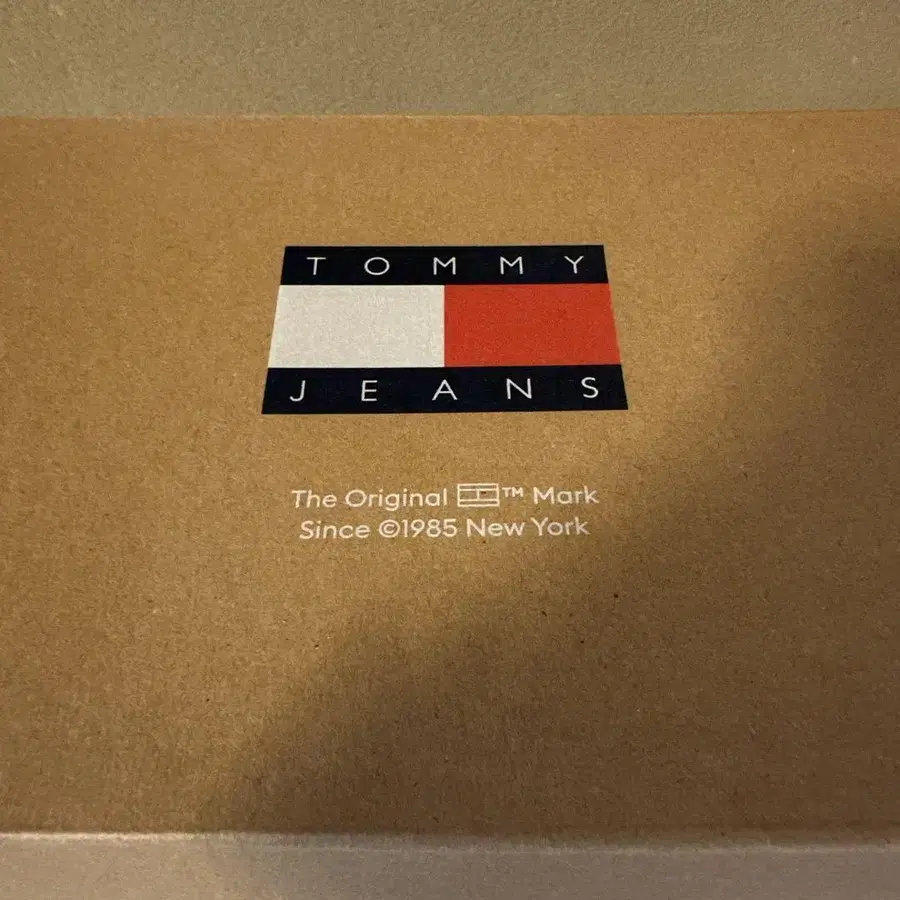 TOMMY
JEANS
The Original ™ Mark
Since ©1985 New York